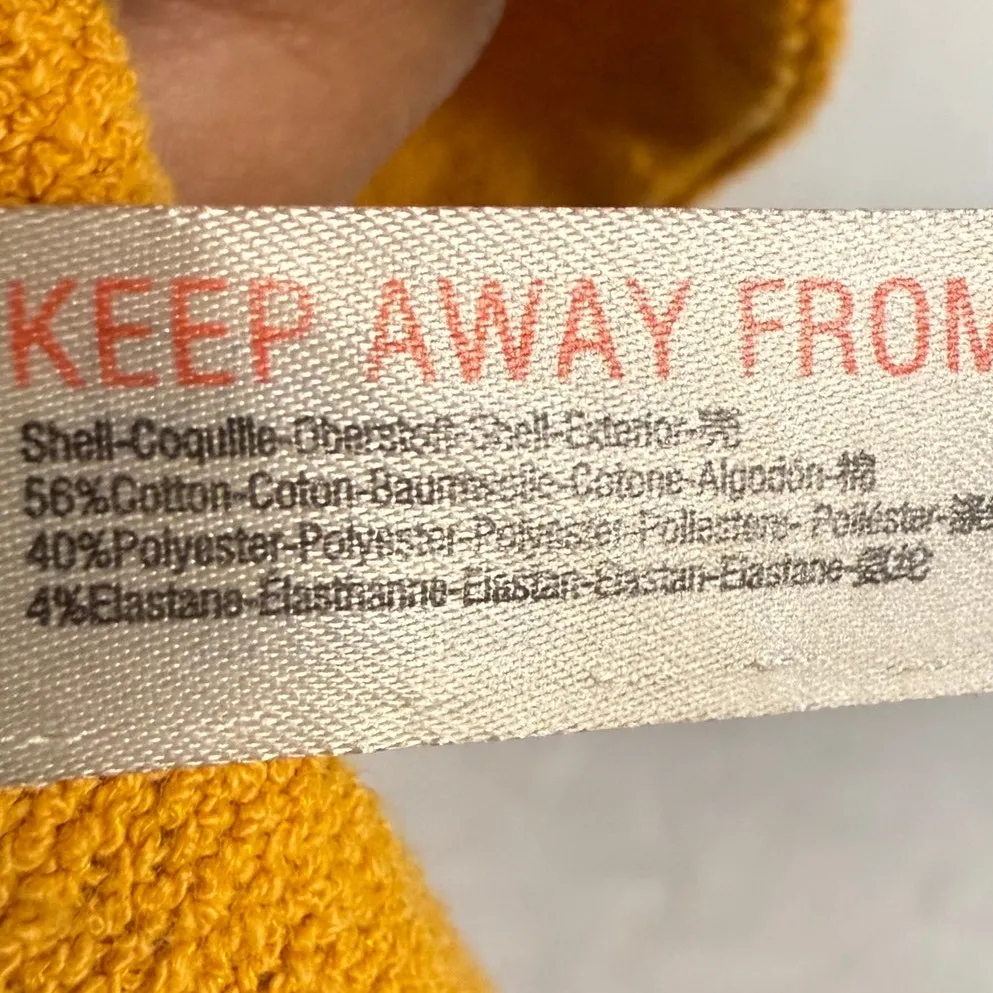 KEEP AWAY FROM
Shell-Coquille-Oberstoff-Shell-Exterior-壳
56%Cotton-Coton-Baumwolle-Cotone-Algodón-棉
40%Polyester-Polyester-Polyester-Poliestere-Poliéster-
4%Elastane-Élasthanne-Elastan-Elastan-Elastane-氨纶